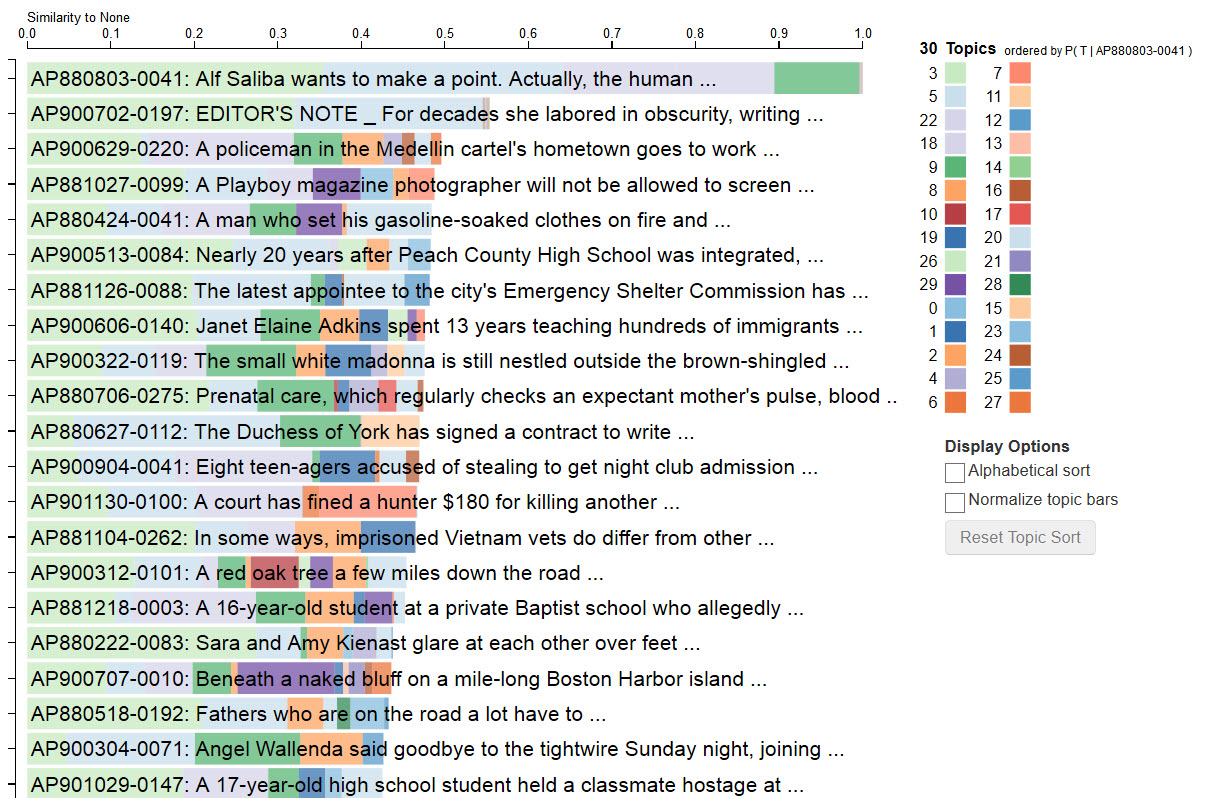 Similarity to None
0.0 0.1 0.2 0.3 0.4 0.5 0.6 0.7 0.8 0.9 1.0
AP880803-0041: Alf Saliba wants to make a point. Actually, the human ...
AP900702-0197: EDITOR'S NOTE _ For decades she labored in obscurity, writing ...
AP900629-0220: A policeman in the Medellin cartel's hometown goes to work ...
AP881027-0099: A Playboy magazine photographer will not be allowed to screen ...
AP880424-0041: A man who set his gasoline-soaked clothes on fire and ...
AP900513-0084: Nearly 20 years after Peach County High School was integrated, ...
AP881126-0088: The latest appointee to the city's Emergency Shelter Commission has ...
AP900606-0140: Janet Elaine Adkins spent 13 years teaching hundreds of immigrants ...
AP900322-0119: The small white madonna is still nestled outside the brown-shingled ...
AP880706-0275: Prenatal care, which regularly checks an expectant mother's pulse, blood ..
AP880627-0112: The Duchess of York has signed a contract to write ...
AP900904-0041: Eight teen-agers accused of stealing to get night club admission ...
AP901130-0100: A court has fined a hunter $180 for killing another ...
AP881104-0262: In some ways, imprisoned Vietnam vets do differ from other ...
AP900312-0101: A red oak tree a few miles down the road ...
AP881218-0003: A 16-year-old student at a private Baptist school who allegedly ...
AP880222-0083: Sara and Amy Kienast glare at each other over feet ...
AP900707-0010: Beneath a naked bluff on a mile-long Boston Harbor island ...
AP880518-0192: Fathers who are on the road a lot have to ...
AP900304-0071: Angel Wallenda said goodbye to the tightwire Sunday night, joining ...
AP901029-0147: A 17-year-old high school student held a classmate hostage at ...
30 Topics ordered by P( T | AP880803-0041 )
3 7
5 11
22 12
18 13
9 14
8 16
10 17
19 20
26 21
29 28
0 15
1 23
2 24
4 25
6 27
Display Options
Alphabetical sort
Normalize topic bars
Reset Topic Sort